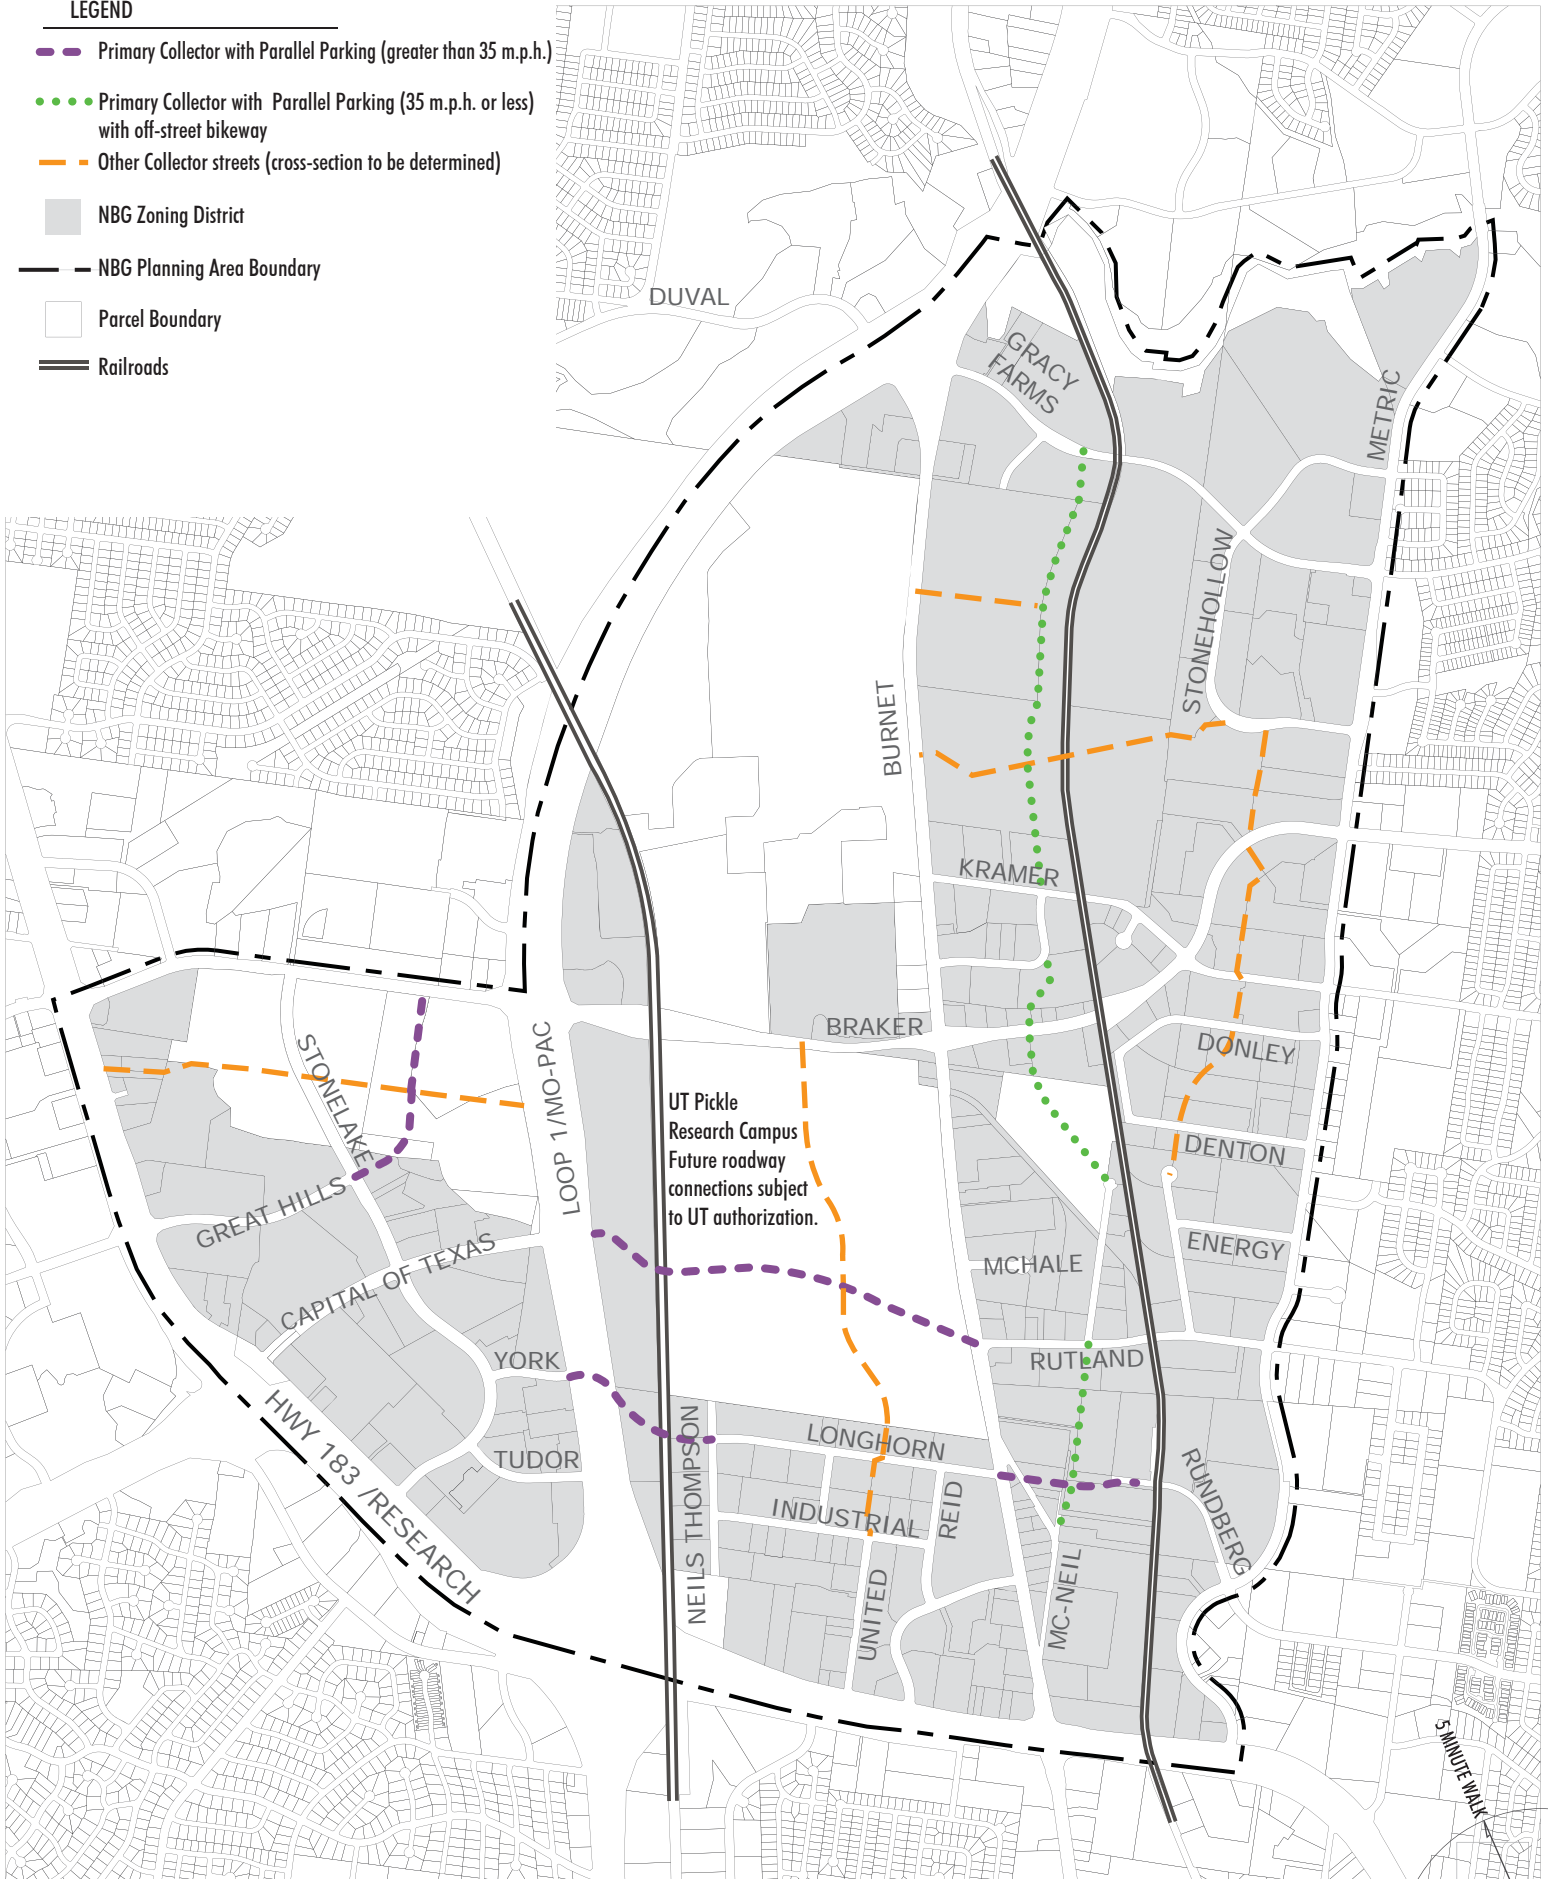 LEGEND
Primary Collector with Parallel Parking (greater than 35 m.p.h.)
Primary Collector with Parallel Parking (35 m.p.h. or less)
with off-street bikeway
Other Collector streets (cross-section to be determined)
NBG Zoning District
NBG Planning Area Boundary
Parcel Boundary
Railroads
DUVAL
GRACY
FARMS
METRIC
STONEHOLLOW
BURNET
KRAMER
BRAKER
DONLEY
STONELAKE
LOOP 1/MO-PAC
UT Pickle
Research Campus
Future roadway
connections subject
to UT authorization.
DENTON
GREAT HILLS
ENERGY
CAPITAL OF TEXAS
MCHALE
YORK
RUTLAND
HWY 183 /RESEARCH
TUDOR
NEILS THOMPSON
LONGHORN
INDUSTRIAL
REID
RUNDBERG
UNITED
MC-NEIL
5 MINUTE WALK